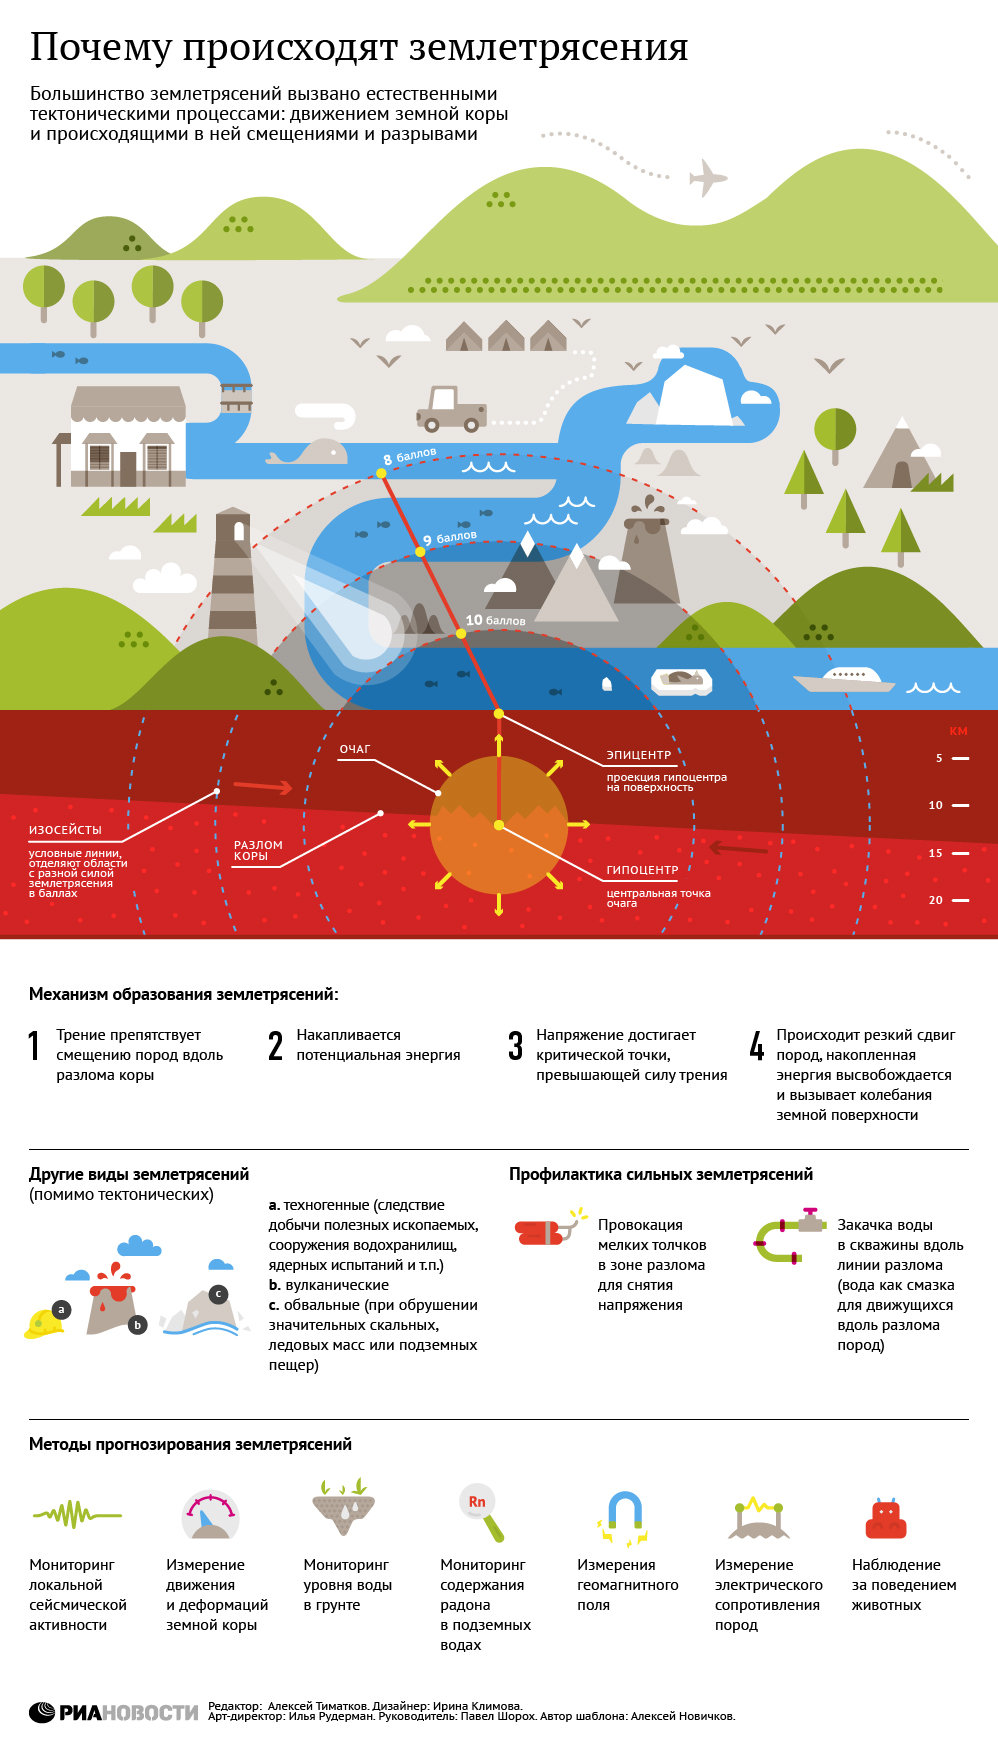 Почему происходят землетрясения
Большинство землетрясений вызвано естественными
тектоническими процессами: движением земной коры
и происходящими в ней смещениями и разрывами
8 баллов
9 баллов
10 баллов
КМ
5
10
15
20
ОЧАГ
ЭПИЦЕНТР
проекция гипоцентра
на поверхность
ИЗОСЕЙСТЫ
условные линии,
отделяют области
с разной силой
землетрясения
в баллах
РАЗЛОМ
КОРЫ
ГИПОЦЕНТР
центральная точка
очага
Механизм образования землетрясений:
1
Трение препятствует
смещению пород вдоль
разлома коры
2
Накапливается
потенциальная энергия
3
Напряжение достигает
критической точки,
превышающей силу трения
4
Происходит резкий сдвиг
пород, накопленная
энергия высвобождается
и вызывает колебания
земной поверхности
Другие виды землетрясений
(помимо тектонических)
a
b
c
a. техногенные (следствие
добычи полезных ископаемых,
сооружения водохранилищ,
ядерных испытаний и т.п.)
b. вулканические
c. обвальные (при обрушении
значительных скальных,
ледовых масс или подземных
пещер)
Профилактика сильных землетрясений
Провокация
мелких толчков
в зоне разлома
для снятия
напряжения
Закачка воды
в скважины вдоль
линии разлома
(вода как смазка
для движущихся
вдоль разлома
пород)
Методы прогнозирования землетрясений
Мониторинг
локальной
сейсмической
активности
Измерение
движения
и деформаций
земной коры
Мониторинг
уровня воды
в грунте
Rn
Мониторинг
содержания
радона
в подземных
водах
Измерения
геомагнитного
поля
Измерение
электрического
сопротивления
пород
Наблюдение
за поведением
животных
РИАНОВОСТИ
Редактор: Алексей Тиматков. Дизайнер: Ирина Климова.
Арт-директор: Илья Рудерман. Руководитель: Павел Шорох. Автор шаблона: Алексей Новичков.